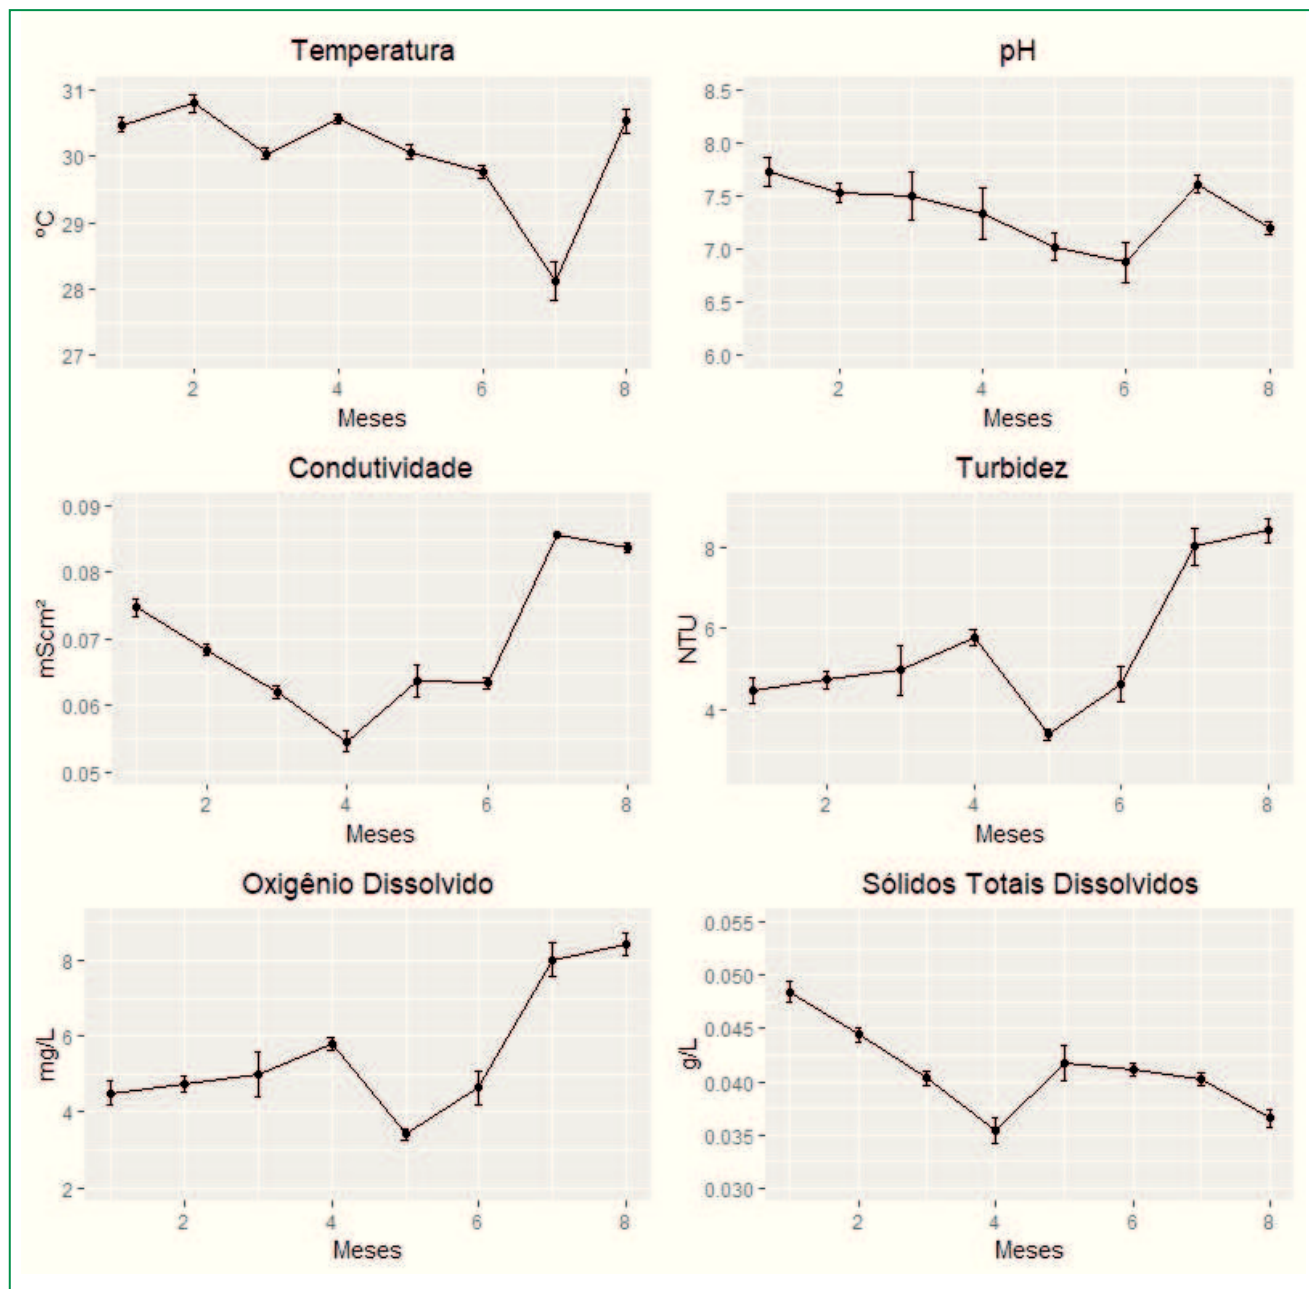 Temperatura
31
30
29
28
27
ºC
2 4 6 8
Meses
pH
8.5
8.0
7.5
7.0
6.5
6.0
2 4 6 8
Meses
Condutividade
0.09
0.08
0.07
0.06
0.05
mScm²
2 4 6 8
Meses
Turbidez
8
6
4
NTU
2 4 6 8
Meses
Oxigênio Dissolvido
8
6
4
2
mg/L
2 4 6 8
Meses
Sólidos Totais Dissolvidos
0.055
0.050
0.045
0.040
0.035
0.030
g/L
2 4 6 8
Meses